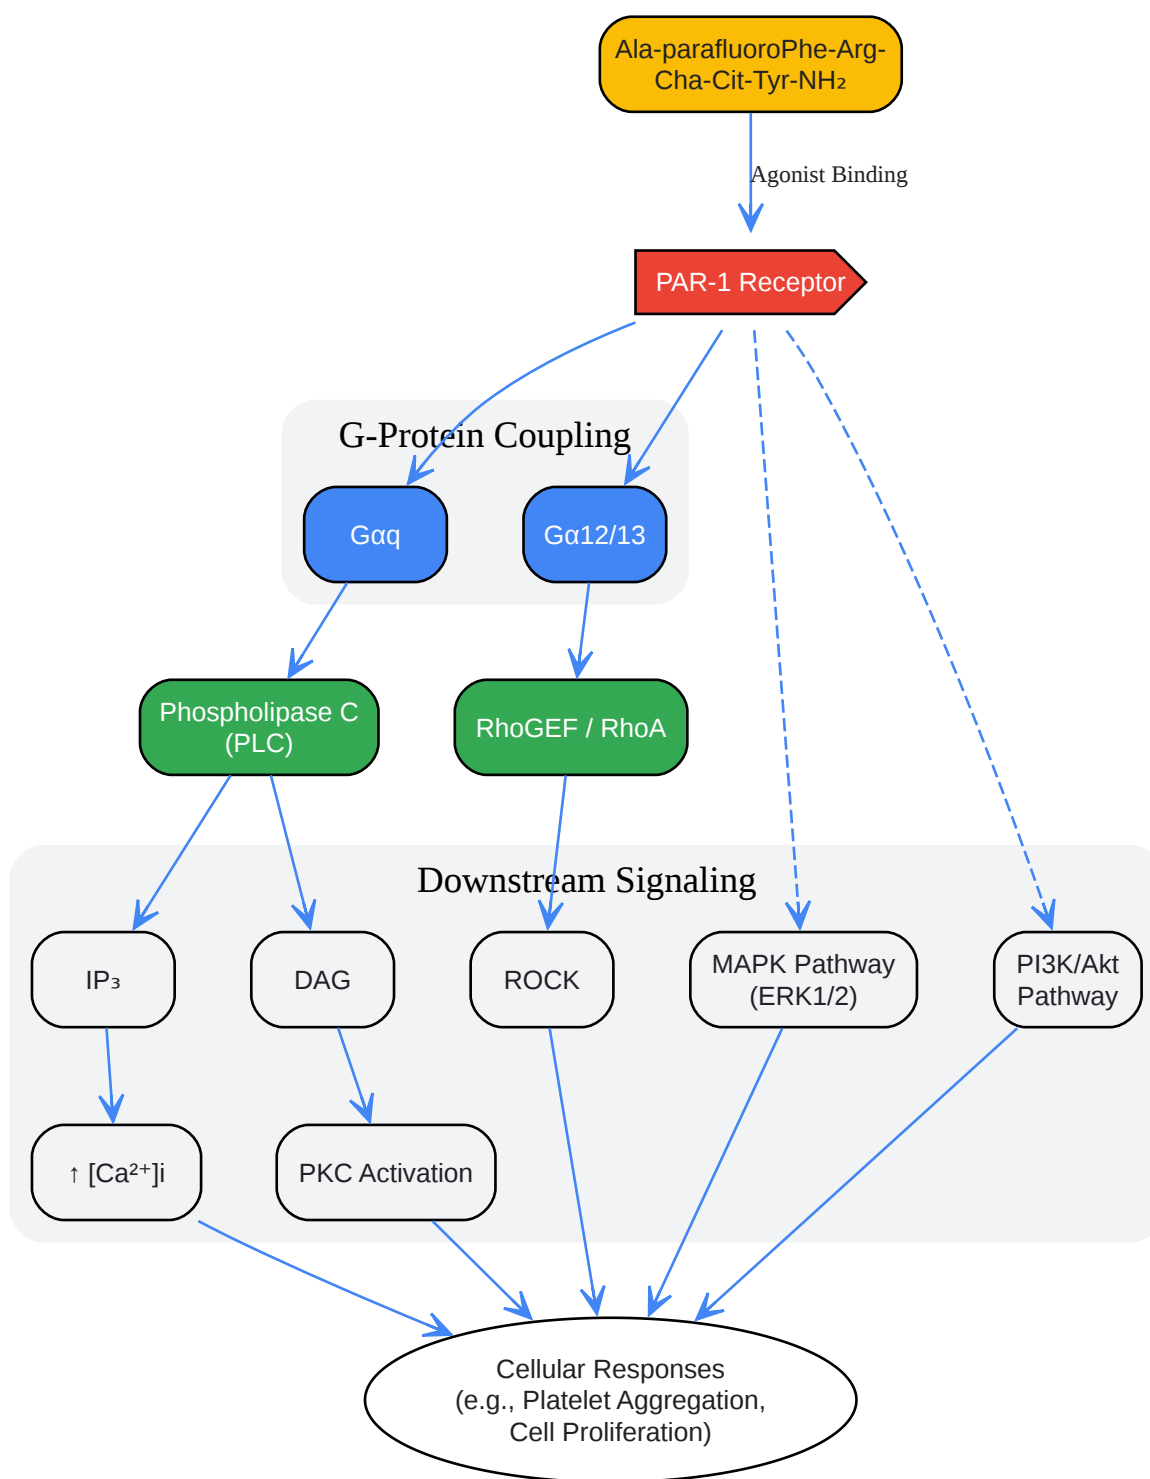 Ala-parafluoroPhe-Arg-
Cha-Cit-Tyr-NH₂
Agonist Binding
PAR-1 Receptor
G-Protein Coupling
Gαq
Gα12/13
Phospholipase C
(PLC)
RhoGEF / RhoA
Downstream Signaling
IP₃
DAG
ROCK
MAPK Pathway
(ERK1/2)
PI3K/Akt
Pathway
↑ [Ca²⁺]i
PKC Activation
Cellular Responses
(e.g., Platelet Aggregation,
Cell Proliferation)